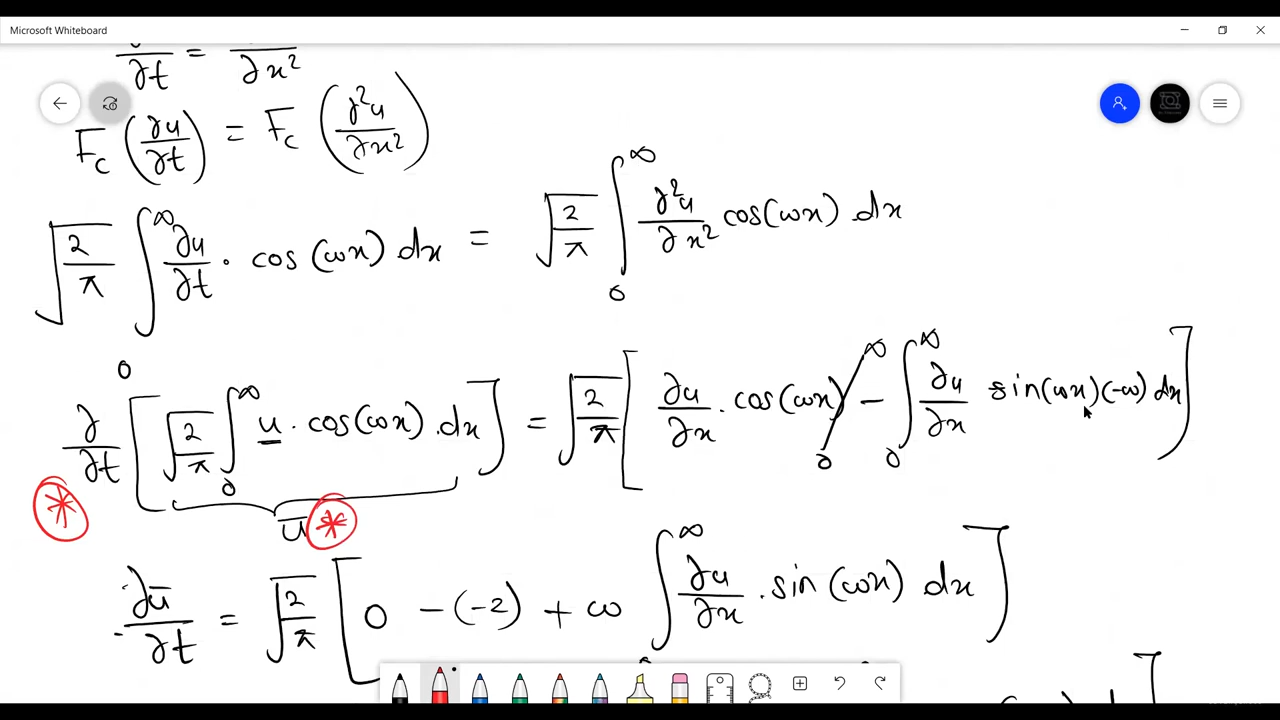 Microsoft Whiteboard
∂t = ∂x²
F_c (∂u/∂t) = F_c (∂²u/∂x²)
√(2/π) ∫₀^∞ ∂u/∂t · cos(ωx) dx = √(2/π) ∫₀^∞ ∂²u/∂x² cos(ωx) dx
∂/∂t [√(2/π) ∫₀^∞ u · cos(ωx) . dx] = √(2/π) [∂u/∂x . cos(ωx) /₀^∞ − ∫₀^∞ ∂u/∂x sin(ωx)(-ω) dx]
* ū *
∂ū/∂t = √(2/π) [0 − (−2) + ω ∫^∞ ∂u/∂x . sin(ωx) dx]